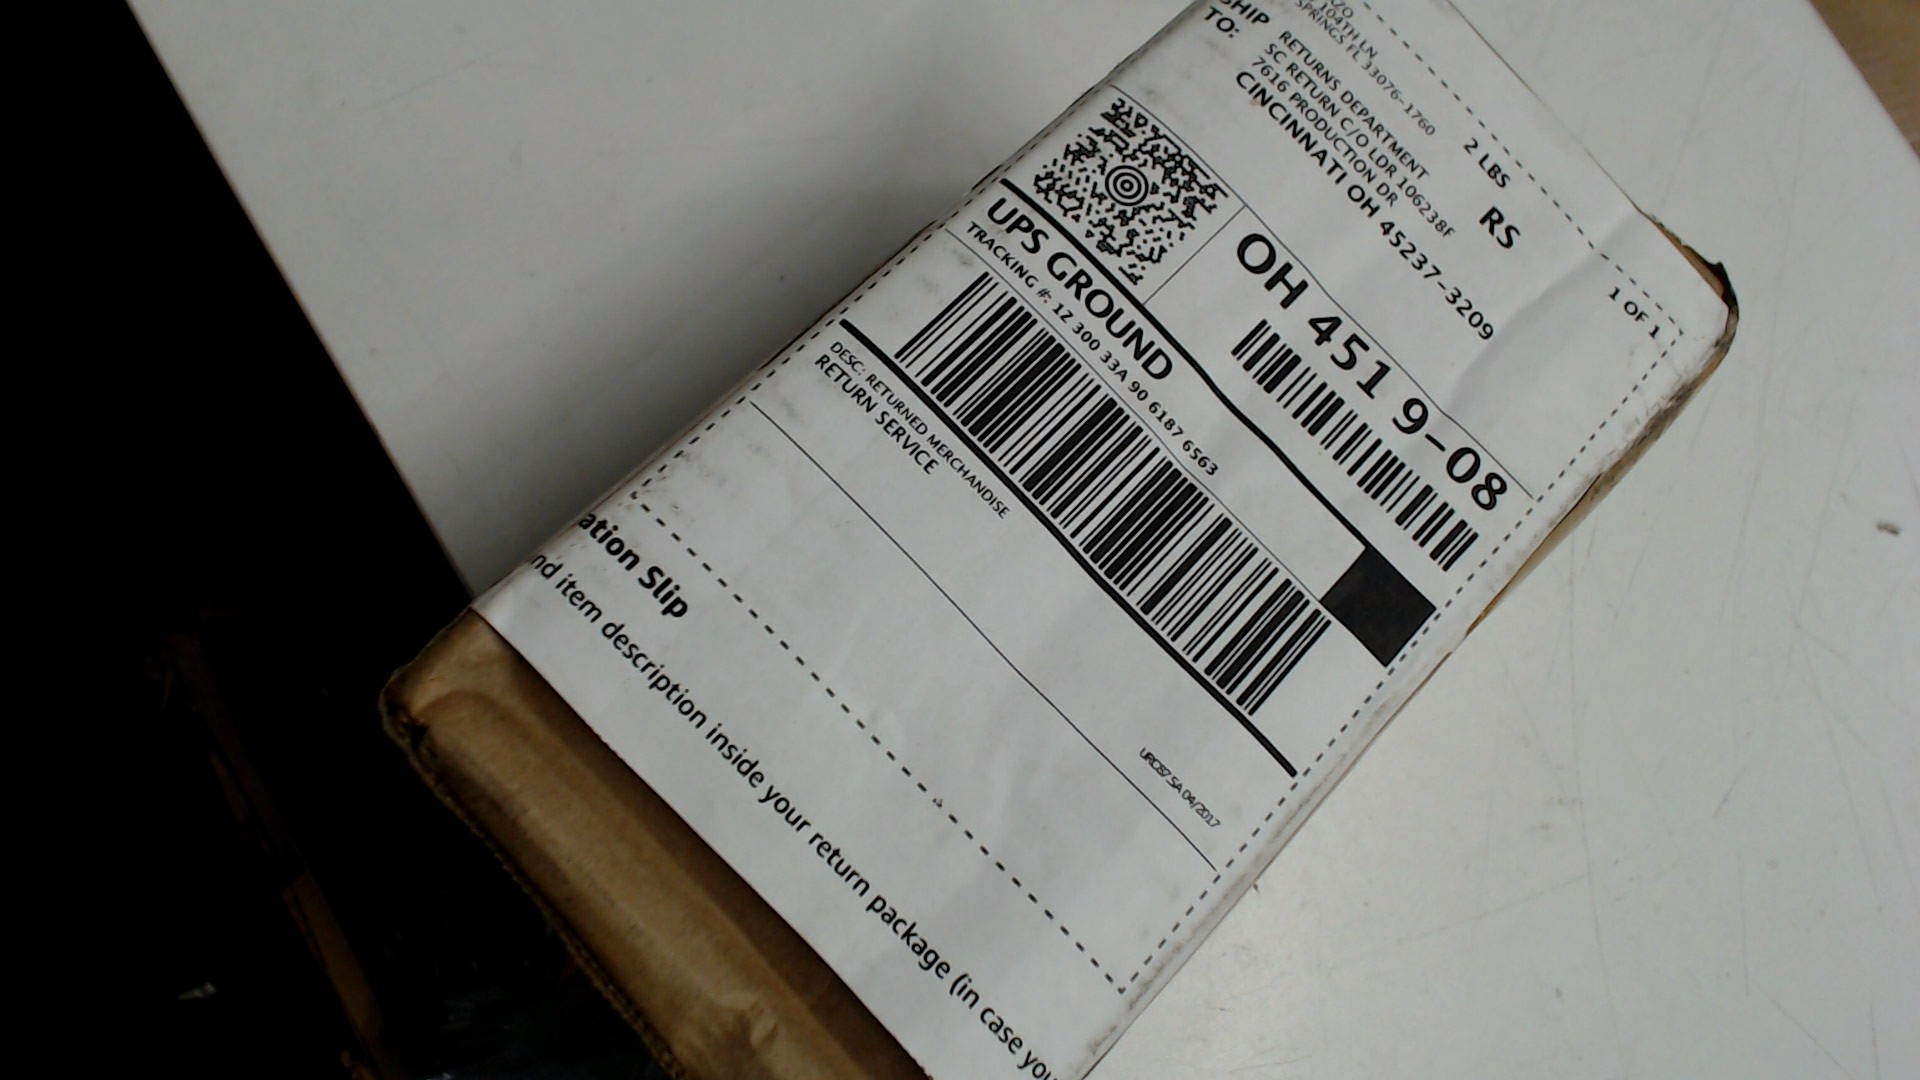 ZO
104TH LN
SPRINGS FL 33076-1760
2 LBS
1 OF 1
RS
SHIP
TO:
RETURNS DEPARTMENT
SC RETURN C/O LDR 106238F
7616 PRODUCTION DR
CINCINNATI OH 45237-3209
OH 451 9-08
UPS GROUND
TRACKING #: 1Z 300 33A 90 6187 6563
DESC: RETURNED MERCHANDISE
RETURN SERVICE
URC87.5A 04/2017
ation Slip
nd item description inside your return package (in case you